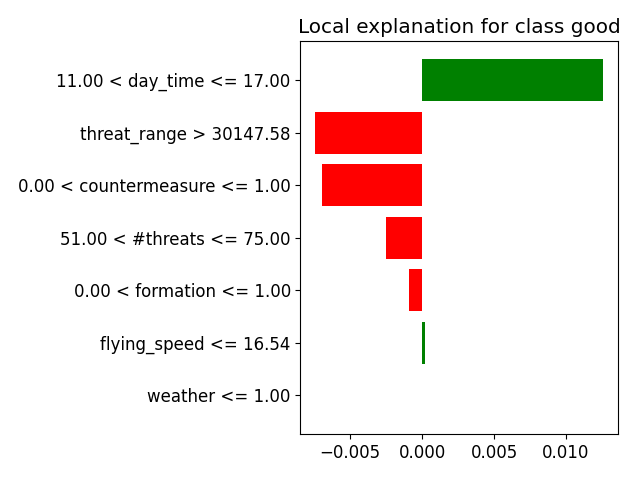 Local explanation for class good
11.00 < day_time <= 17.00
threat_range > 30147.58
0.00 < countermeasure <= 1.00
51.00 < #threats <= 75.00
0.00 < formation <= 1.00
flying_speed <= 16.54
weather <= 1.00
−0.005 0.000 0.005 0.010